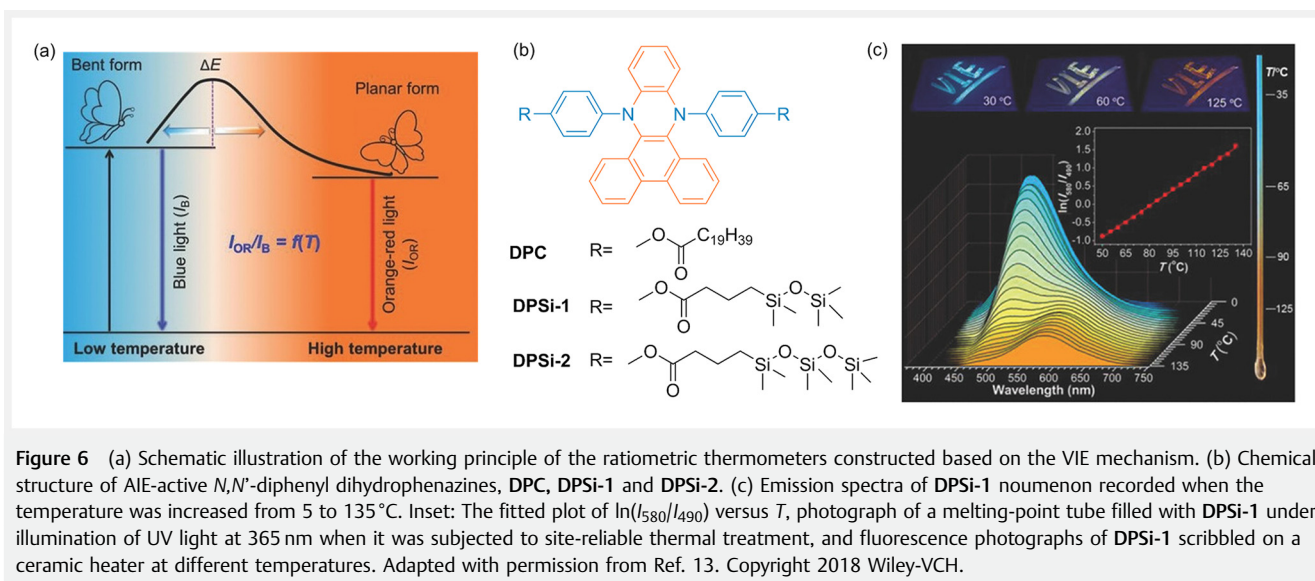 (a)
Bent form
ΔE
Planar form
Blue light (I_B)
I_OR/I_B = f(T)
Orange-red light
(I_OR)
Low temperature
High temperature
(b)
R
N
N
R
DPC
R=
O
C19H39
O
DPSi-1
R=
O
O
Si
O
Si
DPSi-2
R=
O
O
Si
O
Si
O
Si
(c)
30 °C
60 °C
125 °C
T/°C
35
65
90
125
ln(I580/I490)
2.0
1.5
1.0
0.5
0.0
-0.5
-1.0
50 65 80 95 110 125 140
T (°C)
0
45
90
135
T (°C)
400 450 500 550 600 650 700 750
Wavelength (nm)
Figure 6 (a) Schematic illustration of the working principle of the ratiometric thermometers constructed based on the VIE mechanism. (b) Chemical
structure of AIE-active N,N’-diphenyl dihydrophenazines, DPC, DPSi-1 and DPSi-2. (c) Emission spectra of DPSi-1 noumenon recorded when the
temperature was increased from 5 to 135 °C. Inset: The fitted plot of ln(I580/I490) versus T, photograph of a melting-point tube filled with DPSi-1 under
illumination of UV light at 365 nm when it was subjected to site-reliable thermal treatment, and fluorescence photographs of DPSi-1 scribbled on a
ceramic heater at different temperatures. Adapted with permission from Ref. 13. Copyright 2018 Wiley-VCH.